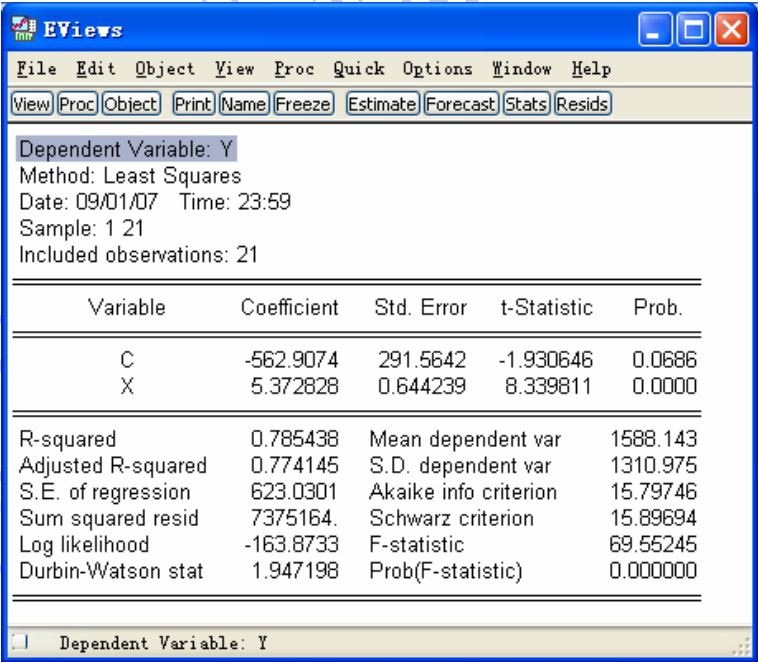 EViews
File Edit Object View Proc Quick Options Window Help
View Proc Object Print Name Freeze Estimate Forecast Stats Resids
Dependent Variable: Y
Method: Least Squares
Date: 09/01/07 Time: 23:59
Sample: 1 21
Included observations: 21
Variable Coefficient Std. Error t-Statistic Prob.
C -562.9074 291.5642 -1.930646 0.0686
X 5.372828 0.644239 8.339811 0.0000
R-squared 0.785438 Mean dependent var 1588.143
Adjusted R-squared 0.774145 S.D. dependent var 1310.975
S.E. of regression 623.0301 Akaike info criterion 15.79746
Sum squared resid 7375164. Schwarz criterion 15.89694
Log likelihood -163.8733 F-statistic 69.55245
Durbin-Watson stat 1.947198 Prob(F-statistic) 0.000000
Dependent Variable: Y